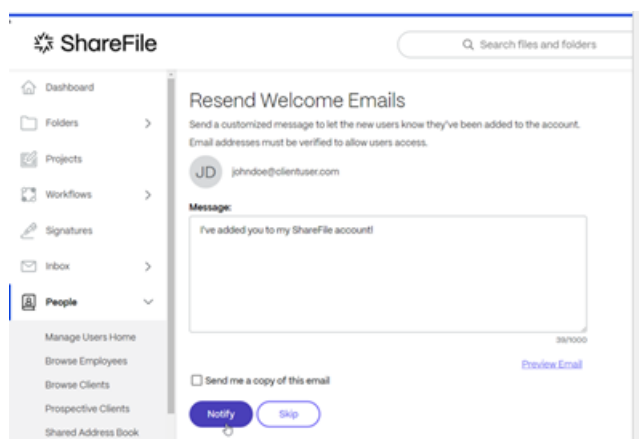 ShareFile
Search files and folders
Dashboard
Folders
Projects
Workflows
Signatures
Inbox
People
Manage Users Home
Browse Employees
Browse Clients
Prospective Clients
Shared Address Book
Resend Welcome Emails
Send a customized message to let the new users know they've been added to the account.
Email addresses must be verified to allow users access.
JD
johndoe@clientuser.com
Message:
I've added you to my ShareFile account!
39/1000
Preview Email
Send me a copy of this email
Notify
Skip